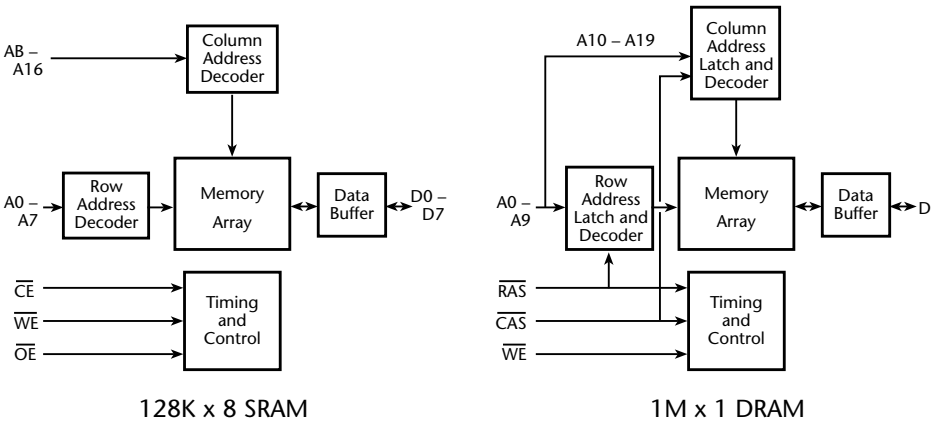 AB –
A16
Column
Address
Decoder
A0 –
A7
Row
Address
Decoder
Memory
Array
Data
Buffer
D0 –
D7
CE
WE
OE
Timing
and
Control
128K x 8 SRAM
A10 – A19
Column
Address
Latch and
Decoder
A0 –
A9
Row
Address
Latch and
Decoder
Memory
Array
Data
Buffer
D
RAS
CAS
WE
Timing
and
Control
1M x 1 DRAM